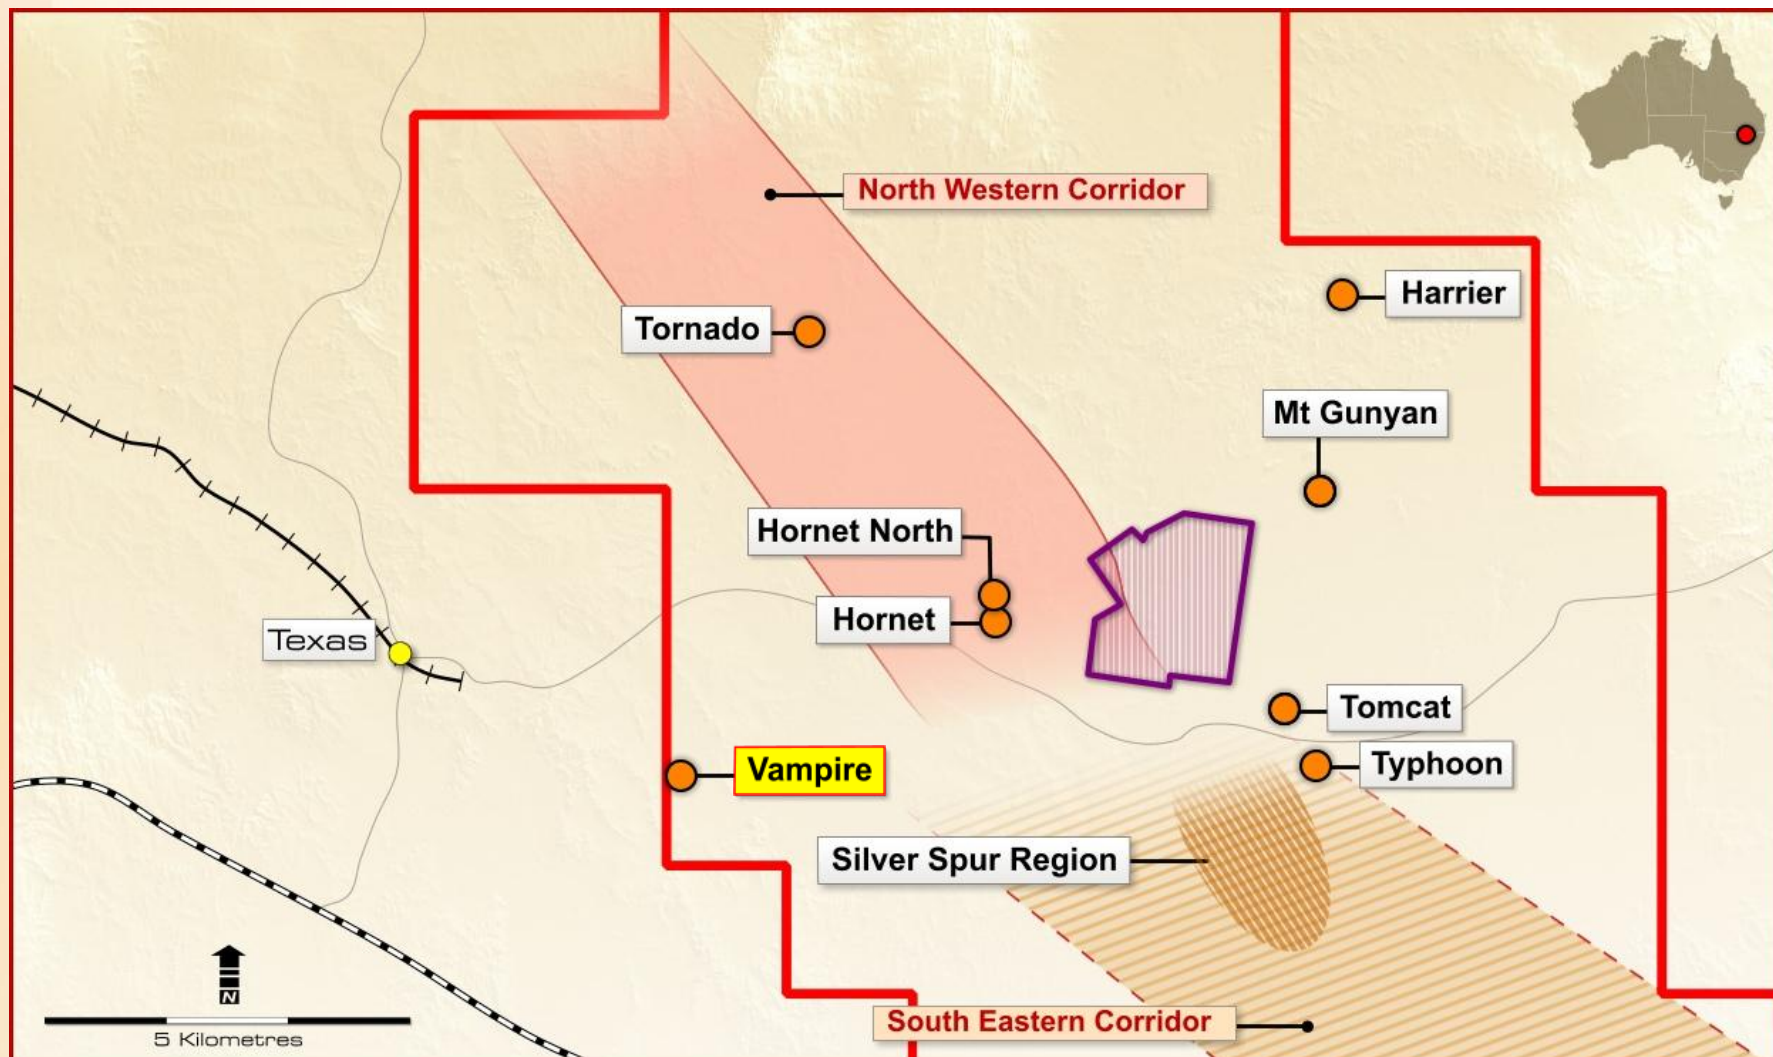 North Western Corridor
Harrier
Tornado
Mt Gunyan
Hornet North
Hornet
Texas
Tomcat
Typhoon
Vampire
Silver Spur Region
South Eastern Corridor
N
5 Kilometres